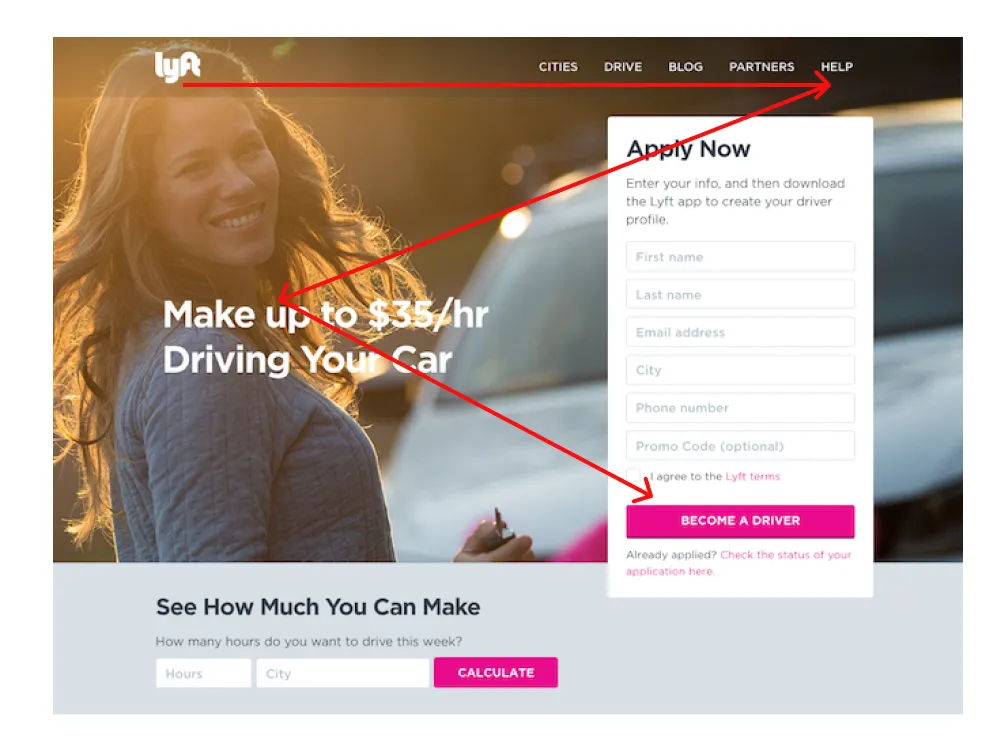 lyft
CITIES DRIVE BLOG PARTNERS HELP
Make up to $35/hr
Driving Your Car
Apply Now
Enter your info, and then download
the Lyft app to create your driver
profile.
First name
Last name
Email address
City
Phone number
Promo Code (optional)
I agree to the Lyft terms
BECOME A DRIVER
Already applied? Check the status of your
application here.
See How Much You Can Make
How many hours do you want to drive this week?
Hours City CALCULATE